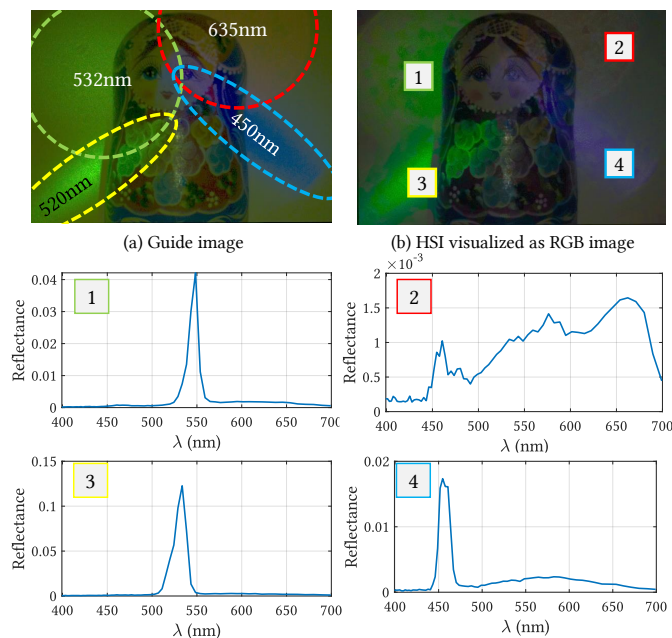 635nm
532nm
450nm
520nm
1
2
3
4
(a) Guide image
(b) HSI visualized as RGB image
1
Reflectance
0.04
0.03
0.02
0.01
0
400 450 500 550 600 650 700
λ (nm)
2
×10⁻³
Reflectance
2
1.5
1
0.5
0
400 450 500 550 600 650 700
λ (nm)
3
Reflectance
0.15
0.1
0.05
0
400 450 500 550 600 650 700
λ (nm)
4
Reflectance
0.02
0.01
0
400 450 500 550 600 650 700
λ (nm)